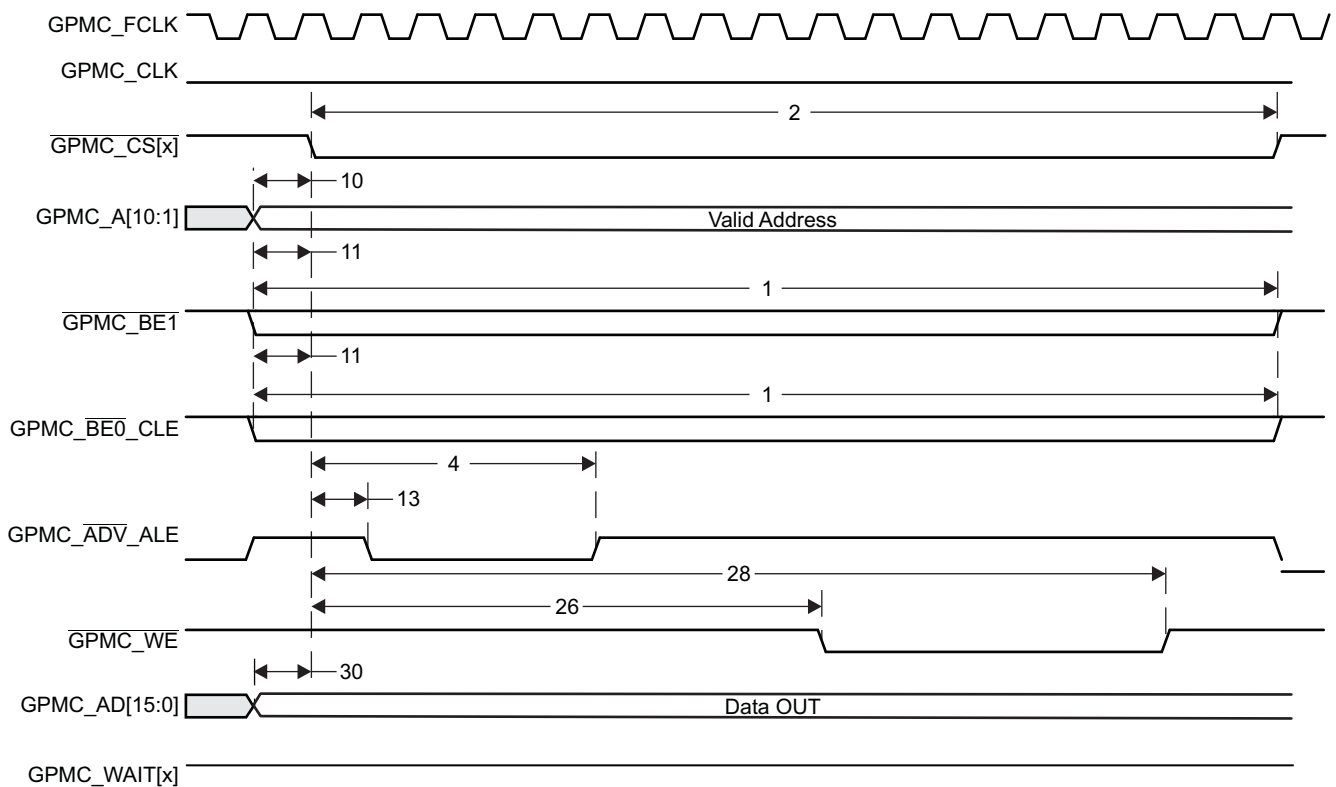 GPMC_FCLK
GPMC_CLK
2
GPMC_CS[x]
10
GPMC_A[10:1]
Valid Address
11
1
GPMC_BE1
11
1
GPMC_BE0_CLE
4
13
GPMC_ADV_ALE
28
26
GPMC_WE
30
GPMC_AD[15:0]
Data OUT
GPMC_WAIT[x]